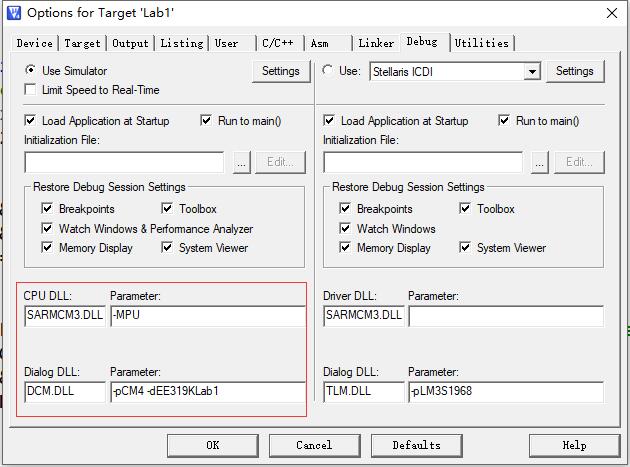 Options for Target 'Lab1'
Device Target Output Listing User C/C++ Asm Linker Debug Utilities
Use Simulator Settings Use: Stellaris ICDI Settings
Limit Speed to Real-Time
Load Application at Startup Run to main() Load Application at Startup Run to main()
Initialization File: Initialization File:
... Edit... ... Edit...
Restore Debug Session Settings Restore Debug Session Settings
Breakpoints Toolbox Breakpoints Toolbox
Watch Windows & Performance Analyzer Watch Windows
Memory Display System Viewer Memory Display System Viewer
CPU DLL: Parameter: Driver DLL: Parameter:
SARMCM3.DLL -MPU SARMCM3.DLL
Dialog DLL: Parameter: Dialog DLL: Parameter:
DCM.DLL -pCM4 -dEE319KLab1 TLM.DLL -pLM3S1968
OK Cancel Defaults Help